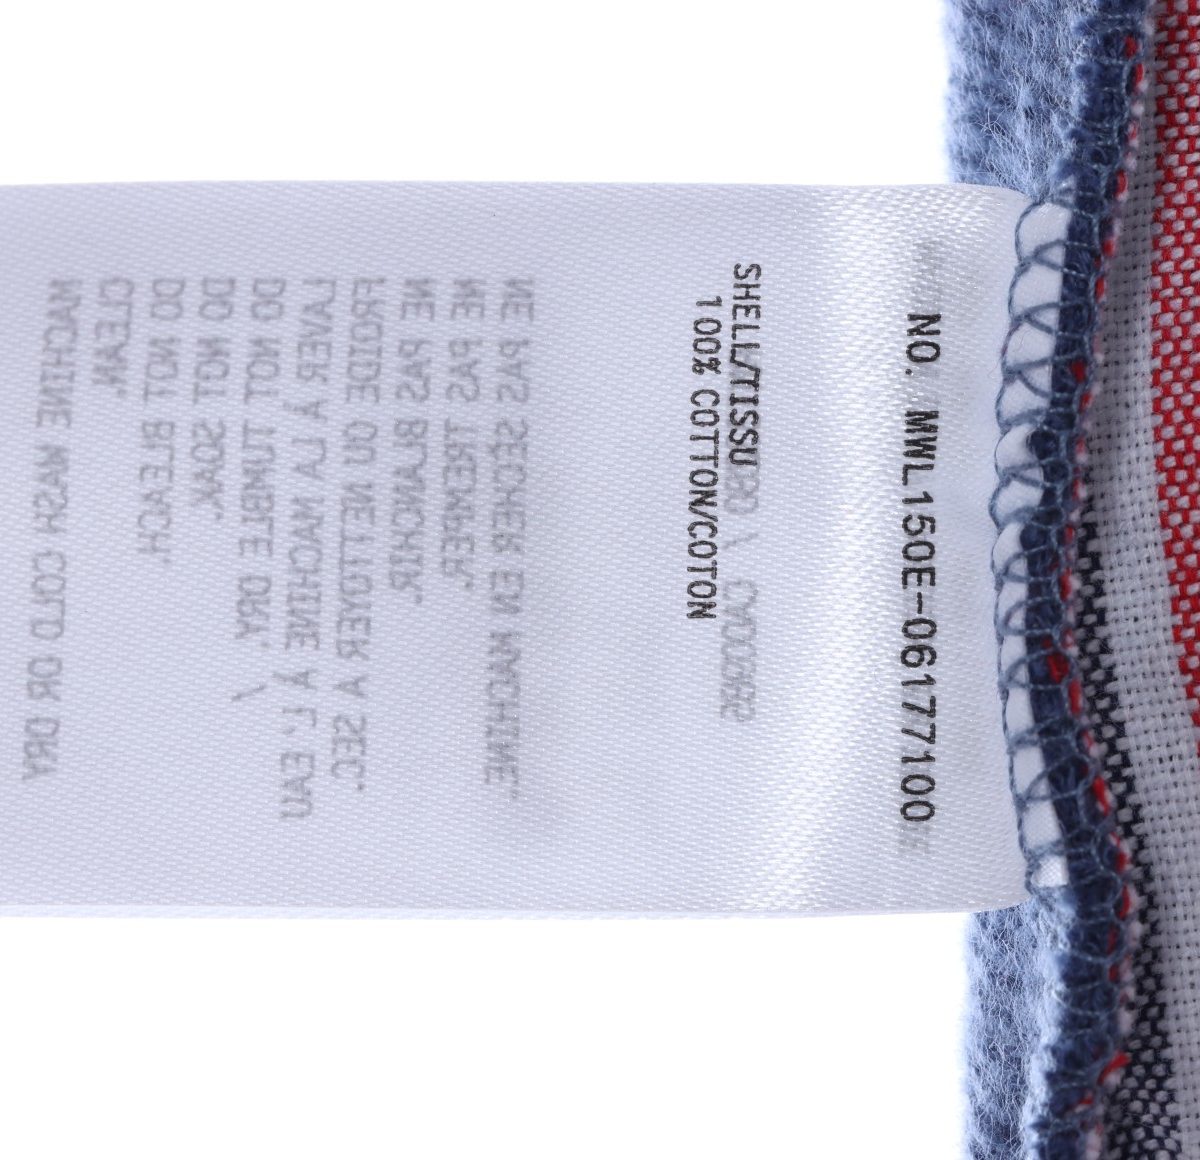 NO. MWL150E-06177100
SHELL/TISSU
100% COTTON/COTON
NE PAS SECHER EN MACHINE.
NE PAS TREMPER.
NE PAS BLANCHIR.
FROIDE OU NETTOYER A SEC.
LAVER À LA MACHINE À L'EAU
DO NOT TUMBLE DRY. /
DO NOT SOAK
DO NOT BLEACH.
CLEAN.
MACHINE WASH COLD OR DRY